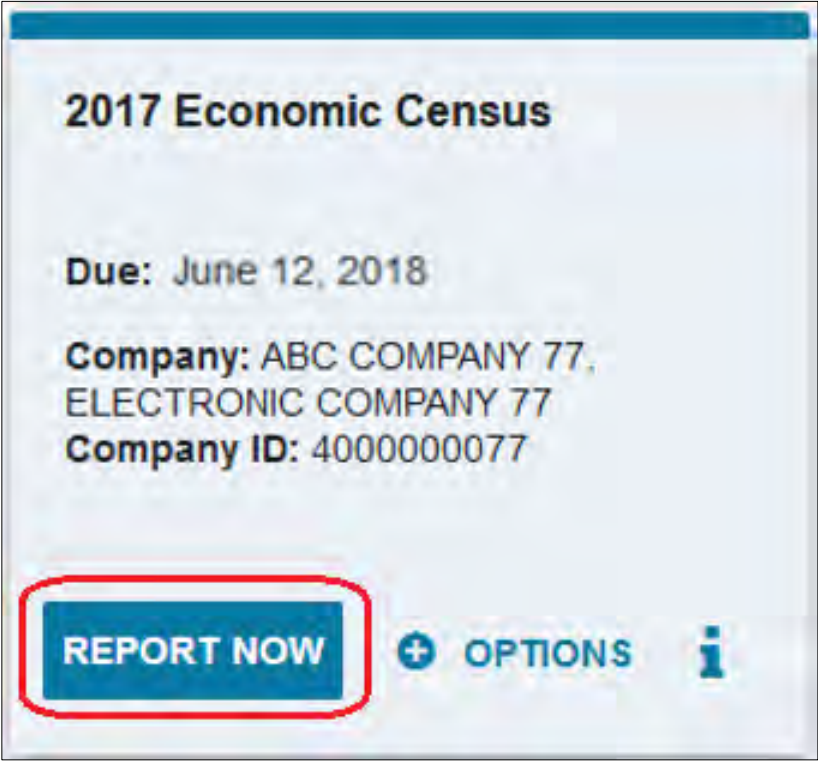 2017 Economic Census
Due: June 12, 2018
Company: ABC COMPANY 77,
ELECTRONIC COMPANY 77
Company ID: 4000000077
REPORT NOW OPTIONS